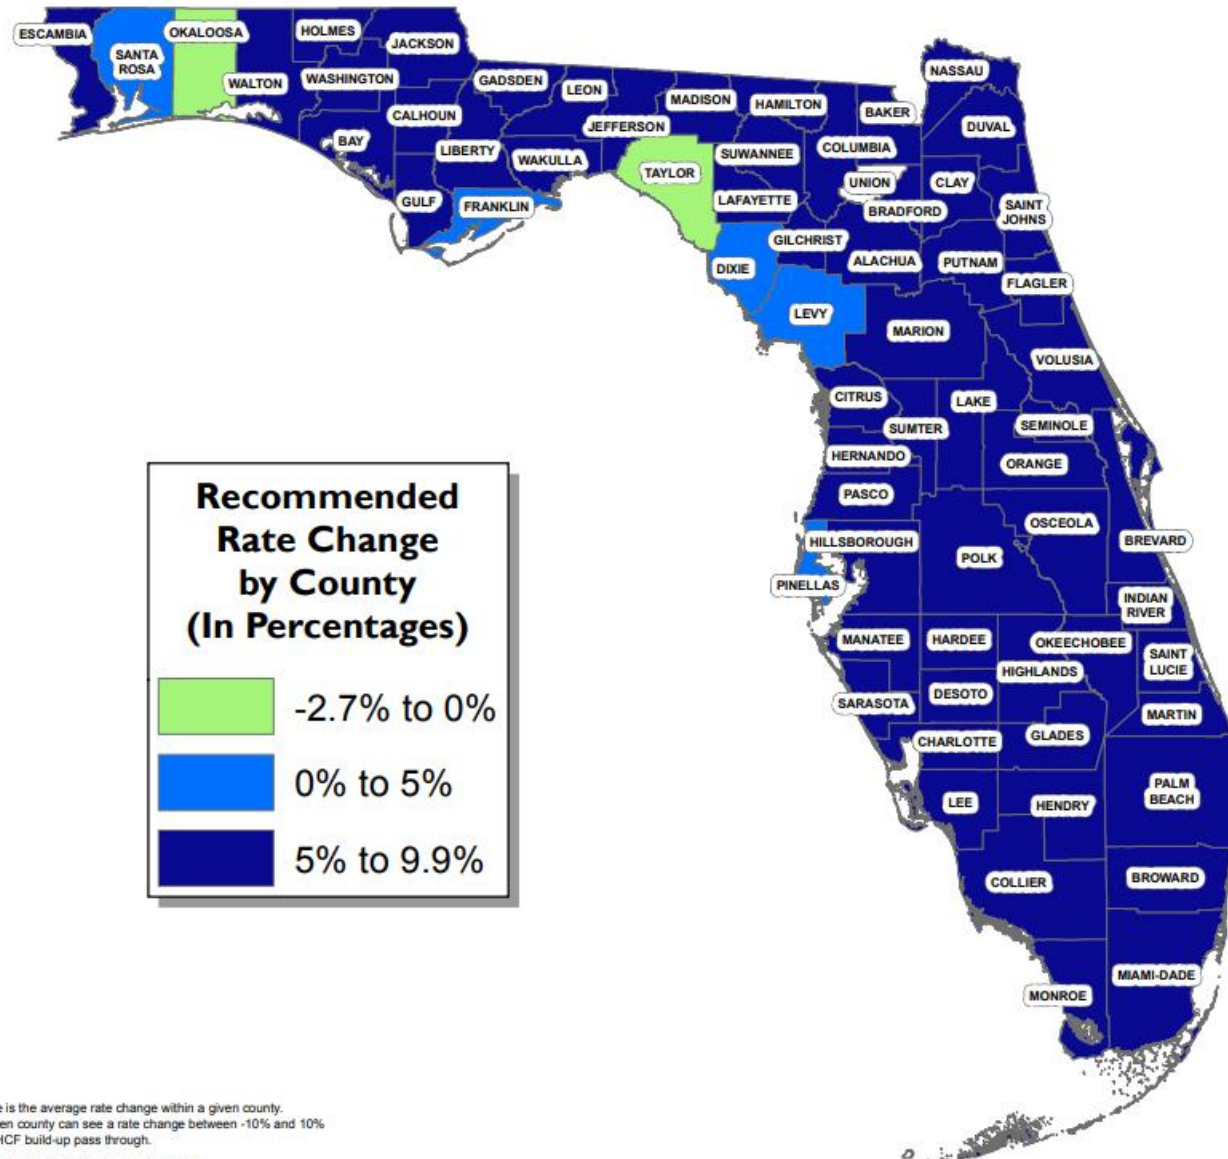 ESCAMBIA
SANTA
ROSA
OKALOOSA
WALTON
HOLMES
WASHINGTON
JACKSON
BAY
CALHOUN
GULF
LIBERTY
GADSDEN
FRANKLIN
LEON
WAKULLA
JEFFERSON
MADISON
TAYLOR
HAMILTON
SUWANNEE
LAFAYETTE
DIXIE
COLUMBIA
GILCHRIST
LEVY
BAKER
UNION
BRADFORD
ALACHUA
NASSAU
DUVAL
CLAY
SAINT
JOHNS
PUTNAM
FLAGLER
MARION
VOLUSIA
CITRUS
LAKE
SUMTER
SEMINOLE
HERNANDO
ORANGE
PASCO
OSCEOLA
HILLSBOROUGH
BREVARD
POLK
PINELLAS
INDIAN
RIVER
MANATEE
HARDEE
OKEECHOBEE
SAINT
LUCIE
HIGHLANDS
SARASOTA
DESOTO
MARTIN
CHARLOTTE
GLADES
LEE
HENDRY
PALM
BEACH
COLLIER
BROWARD
MIAMI-DADE
MONROE
Recommended
Rate Change
by County
(In Percentages)
-2.7% to 0%
0% to 5%
5% to 9.9%
is the average rate change within a given county.
county can see a rate change between -10% and 10%
build-up pass through.